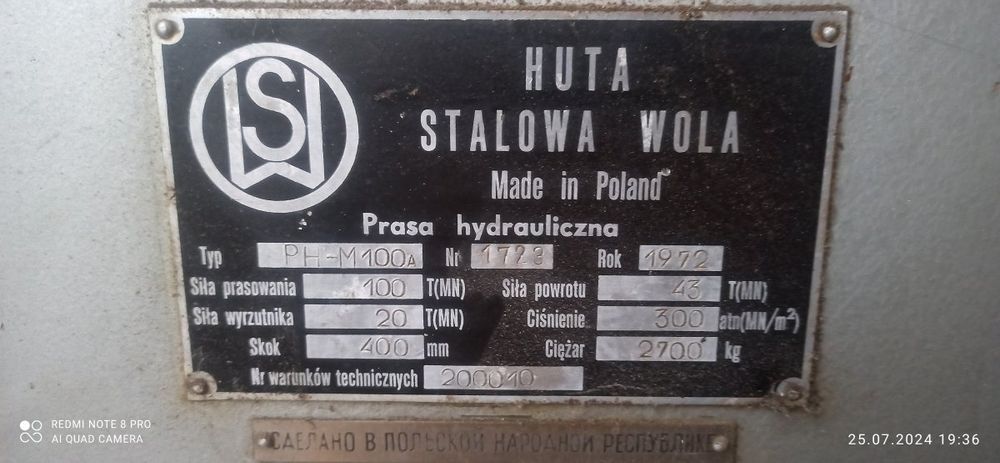 HSW
HUTA
STALOWA WOLA
Made in Poland
Prasa hydrauliczna
Typ PH-M100A Nr 1723 Rok 1972
Siła prasowania 100 T(MN) Siła powrotu 43 T(MN)
Siła wyrzutnika 20 T(MN) Ciśnienie 300 atn(MN/m²)
Skok 400 mm Ciężar 2700 kg
Nr warunków technicznych 200010
СДЕЛАНО В ПОЛЬСКОЙ НАРОДНОЙ РЕСПУБЛИКЕ
REDMI NOTE 8 PRO
AI QUAD CAMERA
25.07.2024 19:36